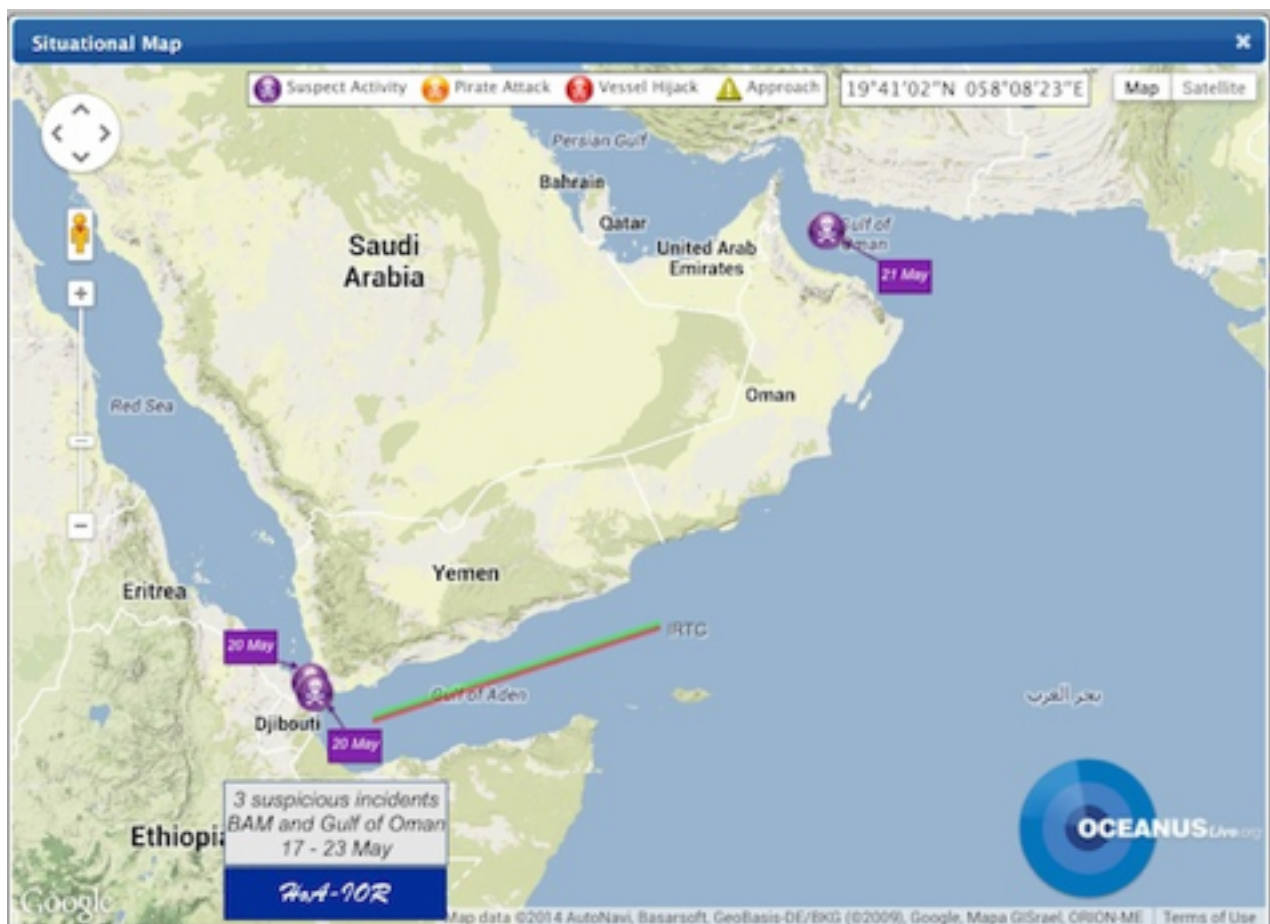 Situational Map
Suspect Activity Pirate Attack Vessel Hijack Approach 19°41'02"N 058°08'23"E Map Satellite
Persian Gulf
Bahrain
Qatar
Gulf of
Oman
Saudi
Arabia
United Arab
Emirates
21 May
Oman
Red Sea
Yemen
Eritrea
IRTC
20 May
Gulf of Aden
بحر العرب
Djibouti
20 May
3 suspicious incidents
BAM and Gulf of Oman
17 - 23 May
Ethiopia
OCEANUSLive.org
HoA-IOR
Google
Map data ©2014 AutoNavi, Basarsoft, GeoBasis-DE/BKG (©2009), Google, Mapa GISrael, ORION-ME Terms of Use